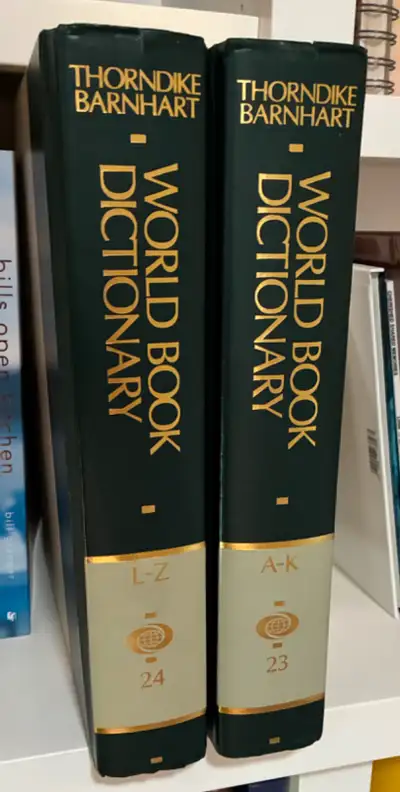 bills open kitchen
THORNDIKE
BARNHART
WORLD BOOK
DICTIONARY
L-Z
24
THORNDIKE
BARNHART
WORLD BOOK
DICTIONARY
A-K
23